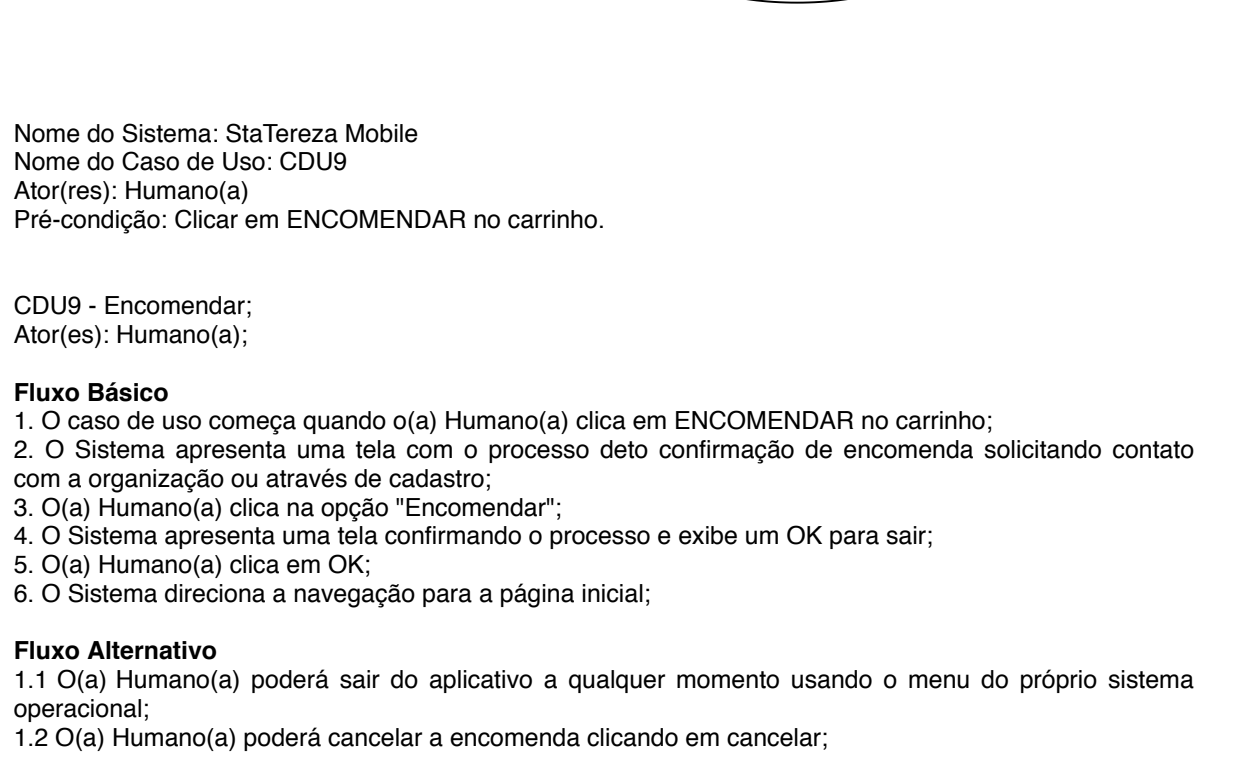 Nome do Sistema: StaTereza Mobile
Nome do Caso de Uso: CDU9
Ator(res): Humano(a)
Pré-condição: Clicar em ENCOMENDAR no carrinho.
CDU9 - Encomendar;
Ator(es): Humano(a);
Fluxo Básico
1. O caso de uso começa quando o(a) Humano(a) clica em ENCOMENDAR no carrinho;
2. O Sistema apresenta uma tela com o processo deto confirmação de encomenda solicitando contato
com a organização ou através de cadastro;
3. O(a) Humano(a) clica na opção "Encomendar";
4. O Sistema apresenta uma tela confirmando o processo e exibe um OK para sair;
5. O(a) Humano(a) clica em OK;
6. O Sistema direciona a navegação para a página inicial;
Fluxo Alternativo
1.1 O(a) Humano(a) poderá sair do aplicativo a qualquer momento usando o menu do próprio sistema
operacional;
1.2 O(a) Humano(a) poderá cancelar a encomenda clicando em cancelar;